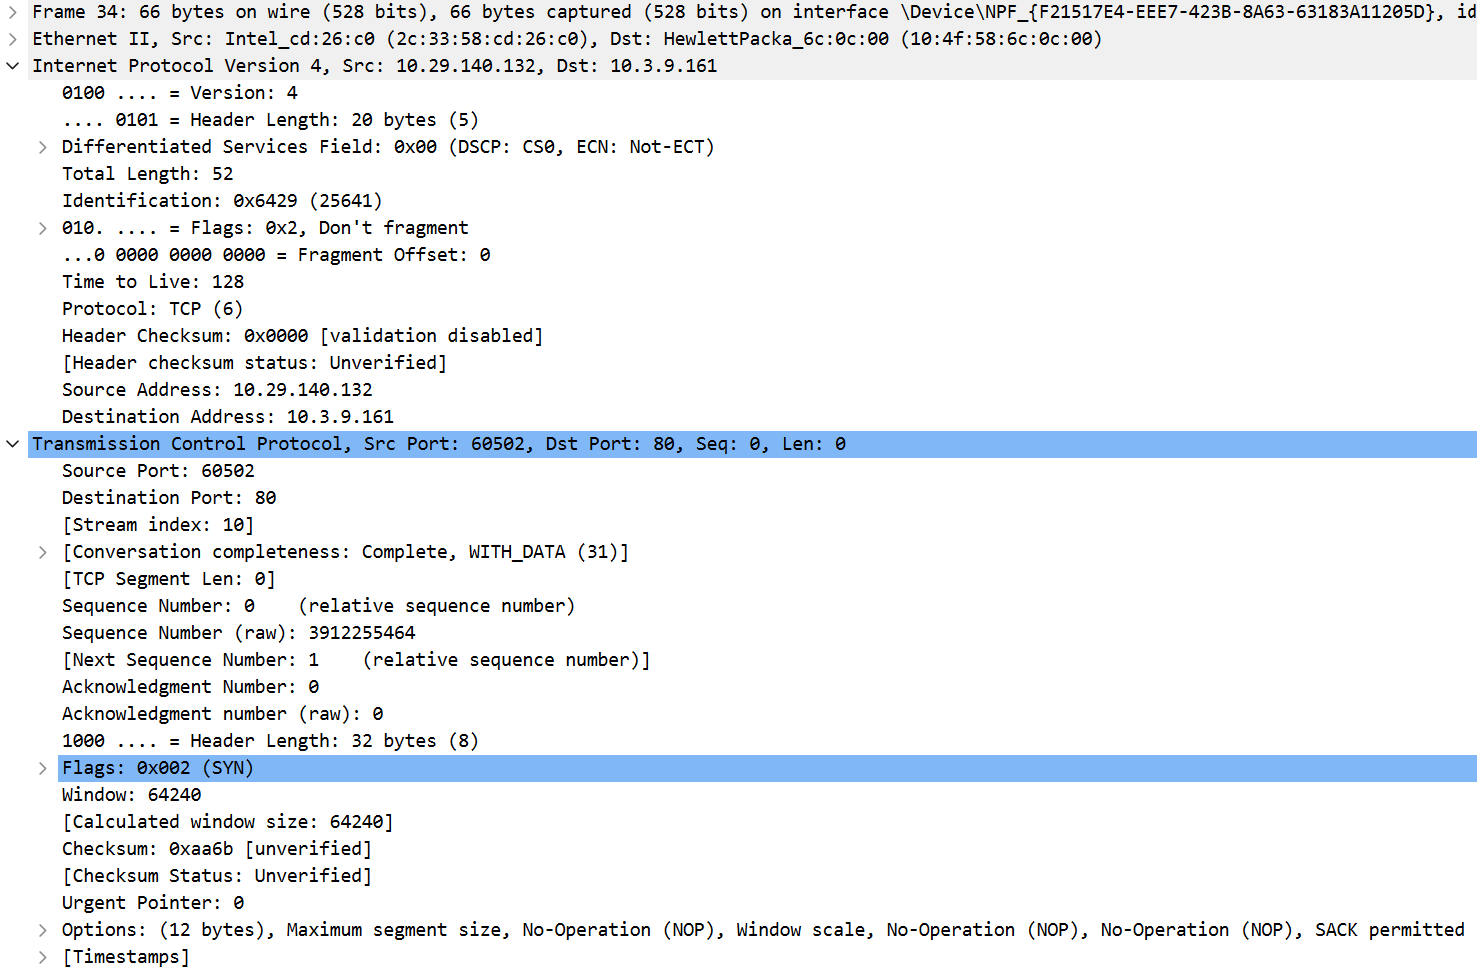 Frame 34: 66 bytes on wire (528 bits), 66 bytes captured (528 bits) on interface \Device\NPF_{F21517E4-EEE7-423B-8A63-63183A11205D}, id
Ethernet II, Src: Intel_cd:26:c0 (2c:33:58:cd:26:c0), Dst: HewlettPacka_6c:0c:00 (10:4f:58:6c:0c:00)
Internet Protocol Version 4, Src: 10.29.140.132, Dst: 10.3.9.161
0100 .... = Version: 4
.... 0101 = Header Length: 20 bytes (5)
Differentiated Services Field: 0x00 (DSCP: CS0, ECN: Not-ECT)
Total Length: 52
Identification: 0x6429 (25641)
010. .... = Flags: 0x2, Don't fragment
...0 0000 0000 0000 = Fragment Offset: 0
Time to Live: 128
Protocol: TCP (6)
Header Checksum: 0x0000 [validation disabled]
[Header checksum status: Unverified]
Source Address: 10.29.140.132
Destination Address: 10.3.9.161
Transmission Control Protocol, Src Port: 60502, Dst Port: 80, Seq: 0, Len: 0
Source Port: 60502
Destination Port: 80
[Stream index: 10]
[Conversation completeness: Complete, WITH_DATA (31)]
[TCP Segment Len: 0]
Sequence Number: 0    (relative sequence number)
Sequence Number (raw): 3912255464
[Next Sequence Number: 1    (relative sequence number)]
Acknowledgment Number: 0
Acknowledgment number (raw): 0
1000 .... = Header Length: 32 bytes (8)
Flags: 0x002 (SYN)
Window: 64240
[Calculated window size: 64240]
Checksum: 0xaa6b [unverified]
[Checksum Status: Unverified]
Urgent Pointer: 0
Options: (12 bytes), Maximum segment size, No-Operation (NOP), Window scale, No-Operation (NOP), No-Operation (NOP), SACK permitted
[Timestamps]